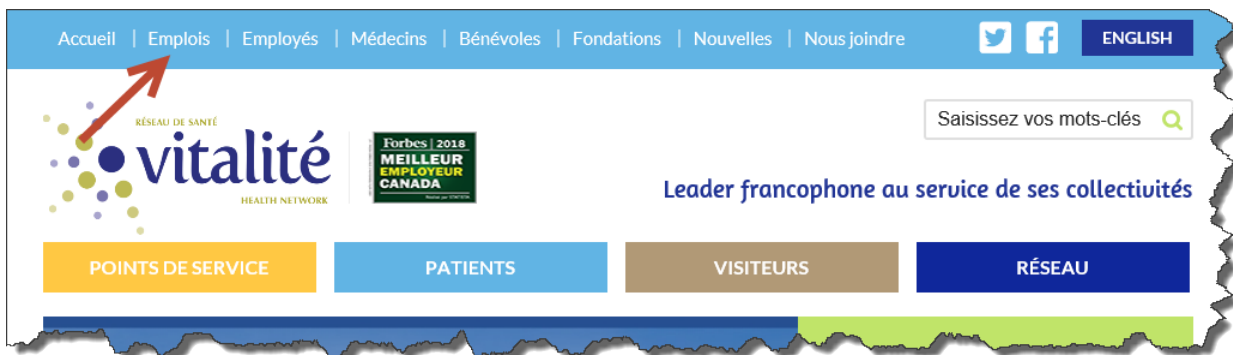 Accueil | Emplois | Employés | Médecins | Bénévoles | Fondations | Nouvelles | Nous joindre
ENGLISH
Saisissez vos mots-clés
RÉSEAU DE SANTÉ
vitalité
HEALTH NETWORK
Forbes | 2018
MEILLEUR
EMPLOYEUR
CANADA
Leader francophone au service de ses collectivités
POINTS DE SERVICE
PATIENTS
VISITEURS
RÉSEAU